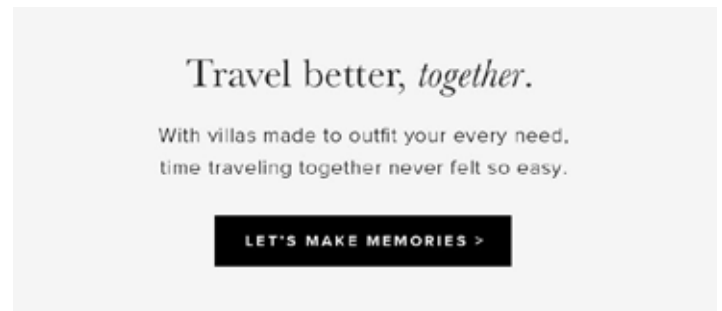 Travel better, together.
With villas made to outfit your every need,
time traveling together never felt so easy.
LET'S MAKE MEMORIES >